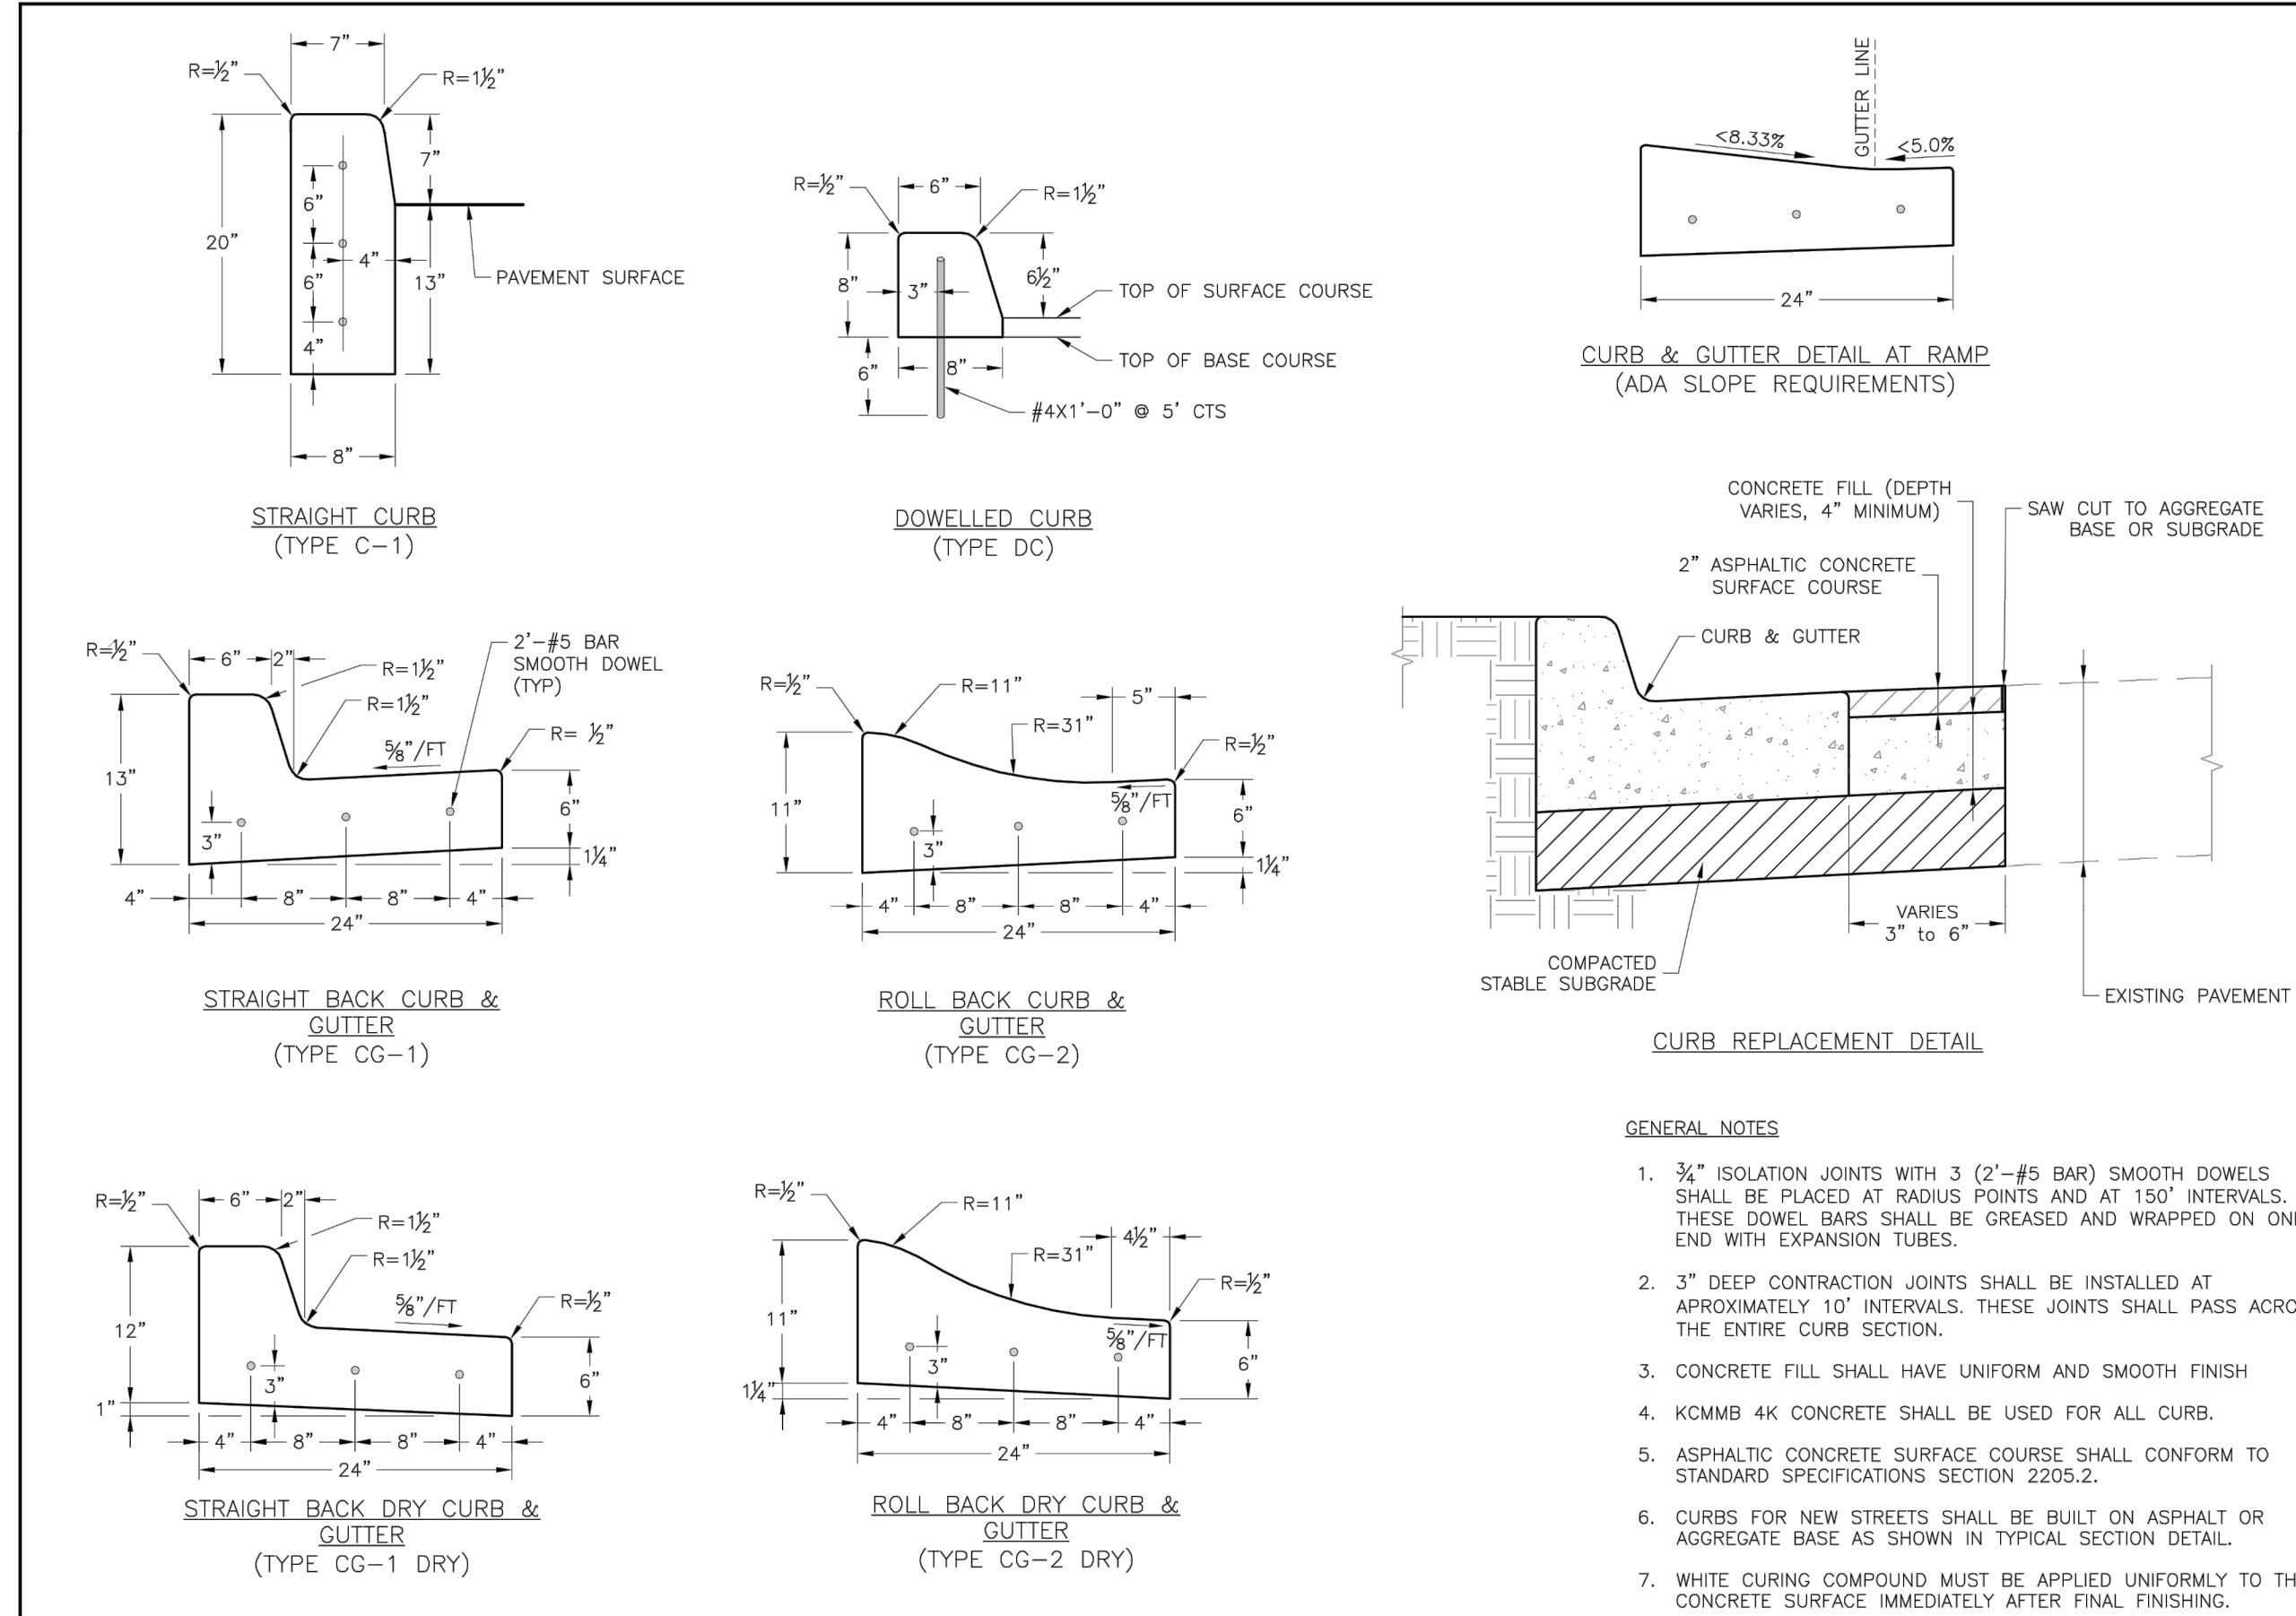 7"
R=½"
R=1½"
20"
7"
6"
6"
4"
4"
13"
PAVEMENT SURFACE
8"
STRAIGHT CURB
(TYPE C-1)
R=½"
6"
R=1½"
8"
3"
6½"
TOP OF SURFACE COURSE
TOP OF BASE COURSE
6"
8"
#4X1'-0" @ 5' CTS
DOWELLED CURB
(TYPE DC)
GUTTER LINE
<8.33%
<5.0%
24"
CURB & GUTTER DETAIL AT RAMP
(ADA SLOPE REQUIREMENTS)
R=½"
6"
2"
R=1½"
R=1½"
2'-#5 BAR
SMOOTH DOWEL
(TYP)
⅝"/FT
R= ½"
13"
3"
6"
1¼"
4"
8"
8"
4"
24"
STRAIGHT BACK CURB &
GUTTER
(TYPE CG-1)
R=½"
R=11"
R=31"
5"
R=½"
⅝"/FT
11"
3"
6"
1¼"
4"
8"
8"
4"
24"
ROLL BACK CURB &
GUTTER
(TYPE CG-2)
CONCRETE FILL (DEPTH
VARIES, 4" MINIMUM)
SAW CUT TO AGGREGATE
BASE OR SUBGRADE
2" ASPHALTIC CONCRETE
SURFACE COURSE
CURB & GUTTER
VARIES
3" to 6"
COMPACTED
STABLE SUBGRADE
EXISTING PAVEMENT
CURB REPLACEMENT DETAIL
R=½"
6"
2"
R=1½"
R=1½"
⅝"/FT
R=½"
12"
1"
3"
6"
4"
8"
8"
4"
24"
STRAIGHT BACK DRY CURB &
GUTTER
(TYPE CG-1 DRY)
R=½"
R=11"
R=31"
4½"
R=½"
⅝"/FT
11"
1¼"
3"
6"
4"
8"
8"
4"
24"
ROLL BACK DRY CURB &
GUTTER
(TYPE CG-2 DRY)
GENERAL NOTES
1. ¾" ISOLATION JOINTS WITH 3 (2'-#5 BAR) SMOOTH DOWELS
SHALL BE PLACED AT RADIUS POINTS AND AT 150' INTERVALS.
THESE DOWEL BARS SHALL BE GREASED AND WRAPPED ON
END WITH EXPANSION TUBES.
2. 3" DEEP CONTRACTION JOINTS SHALL BE INSTALLED AT
APROXIMATELY 10' INTERVALS. THESE JOINTS SHALL PASS
THE ENTIRE CURB SECTION.
3. CONCRETE FILL SHALL HAVE UNIFORM AND SMOOTH FINISH
4. KCMMB 4K CONCRETE SHALL BE USED FOR ALL CURB.
5. ASPHALTIC CONCRETE SURFACE COURSE SHALL CONFORM TO
STANDARD SPECIFICATIONS SECTION 2205.2.
6. CURBS FOR NEW STREETS SHALL BE BUILT ON ASPHALT OR
AGGREGATE BASE AS SHOWN IN TYPICAL SECTION DETAIL.
7. WHITE CURING COMPOUND MUST BE APPLIED UNIFORMLY TO
CONCRETE SURFACE IMMEDIATELY AFTER FINAL FINISHING.